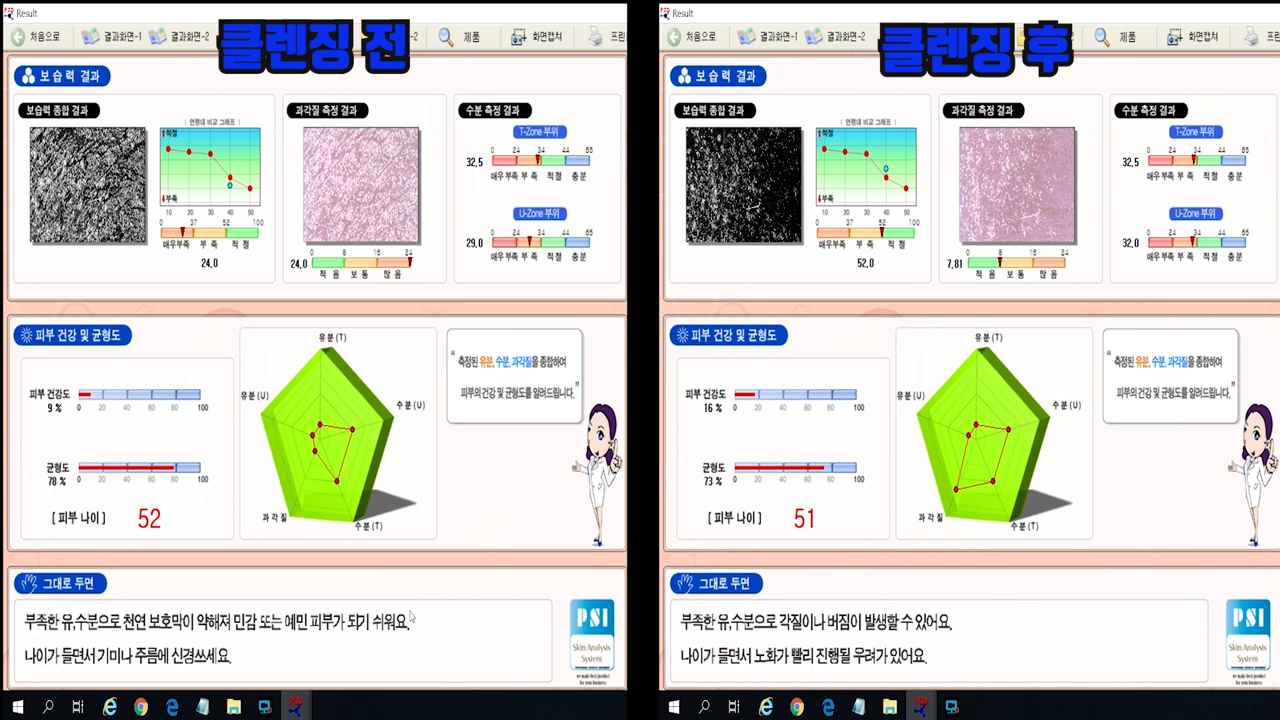 Result
처음으로
결과화면-1
결과화면-2
제품
화면캡쳐
프린
클렌징 전
보습력 결과
보습력 종합 결과
| 연령대 비교 그래프 |
적절
부족
10 20 30 40 50
0 37 52 100
매우부족 부 족 적 절
24,0
과각질 측정 결과
0 8 16 24
24,0
적 음 보 통 많 음
수분 측정 결과
T-Zone 부위
0 24 34 44 65
32,5
매우 부족 부 족 적 절 충 분
U-Zone 부위
0 24 34 44 65
29,0
매우 부족 부 족 적 절 충 분
피부 건강 및 균형도
피부 건강도
9 %
0 20 40 60 80 100
균형도
78 %
0 20 40 60 80 100
[ 피부 나이 ] 52
유 분 (T)
유 분 (U)
수 분 (U)
과 각 질
수 분 (T)
“ 측정된 유분, 수분, 과각질을 종합하여
피부의 건강 및 균형도를 알려드립니다. ”
그대로 두면
부족한 유,수분으로 천연 보호막이 약해져 민감 또는 예민 피부가 되기 쉬워요.
나이가 들면서 기미나 주름에 신경쓰세요.
PSI
Skin Analysis
System
Result
처음으로
결과화면-1
결과화면-2
제품
화면캡쳐
프린
클렌징 후
보습력 결과
보습력 종합 결과
| 연령대 비교 그래프 |
적절
부족
10 20 30 40 50
0 37 52 100
매우부족 부 족 적 절
52,0
과각질 측정 결과
0 8 16 24
7,81
적 음 보 통 많 음
수분 측정 결과
T-Zone 부위
0 24 34 44 65
32,5
매우 부족 부 족 적 절 충 분
U-Zone 부위
0 24 34 44 65
32,0
매우 부족 부 족 적 절 충 분
피부 건강 및 균형도
피부 건강도
16 %
0 20 40 60 80 100
균형도
73 %
0 20 40 60 80 100
[ 피부 나이 ] 51
유 분 (T)
유 분 (U)
수 분 (U)
과 각 질
수 분 (T)
“ 측정된 유분, 수분, 과각질을 종합하여
피부의 건강 및 균형도를 알려드립니다. ”
그대로 두면
부족한 유,수분으로 각질이나 버짐이 발생할 수 있어요.
나이가 들면서 노화가 빨리 진행될 우려가 있어요.
PSI
Skin Analysis
System